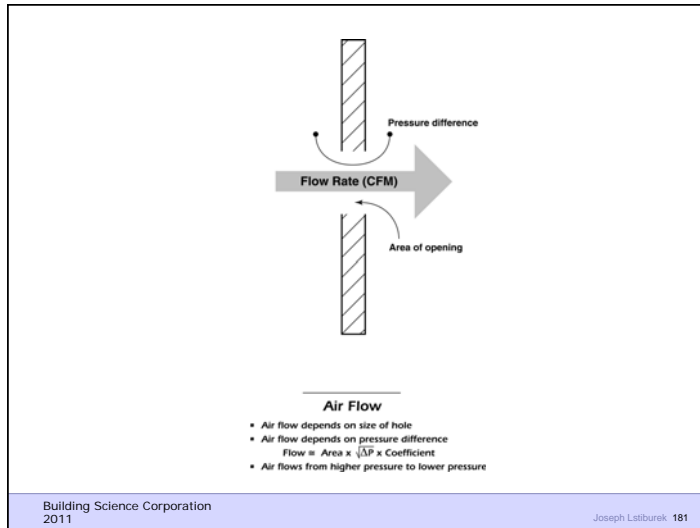 Pressure difference
Flow Rate (CFM)
Area of opening
Air Flow
▪ Air flow depends on size of hole
▪ Air flow depends on pressure difference
Flow ≅ Area x √ΔP x Coefficient
▪ Air flows from higher pressure to lower pressure
Building Science Corporation
2011
Joseph Lstiburek 181